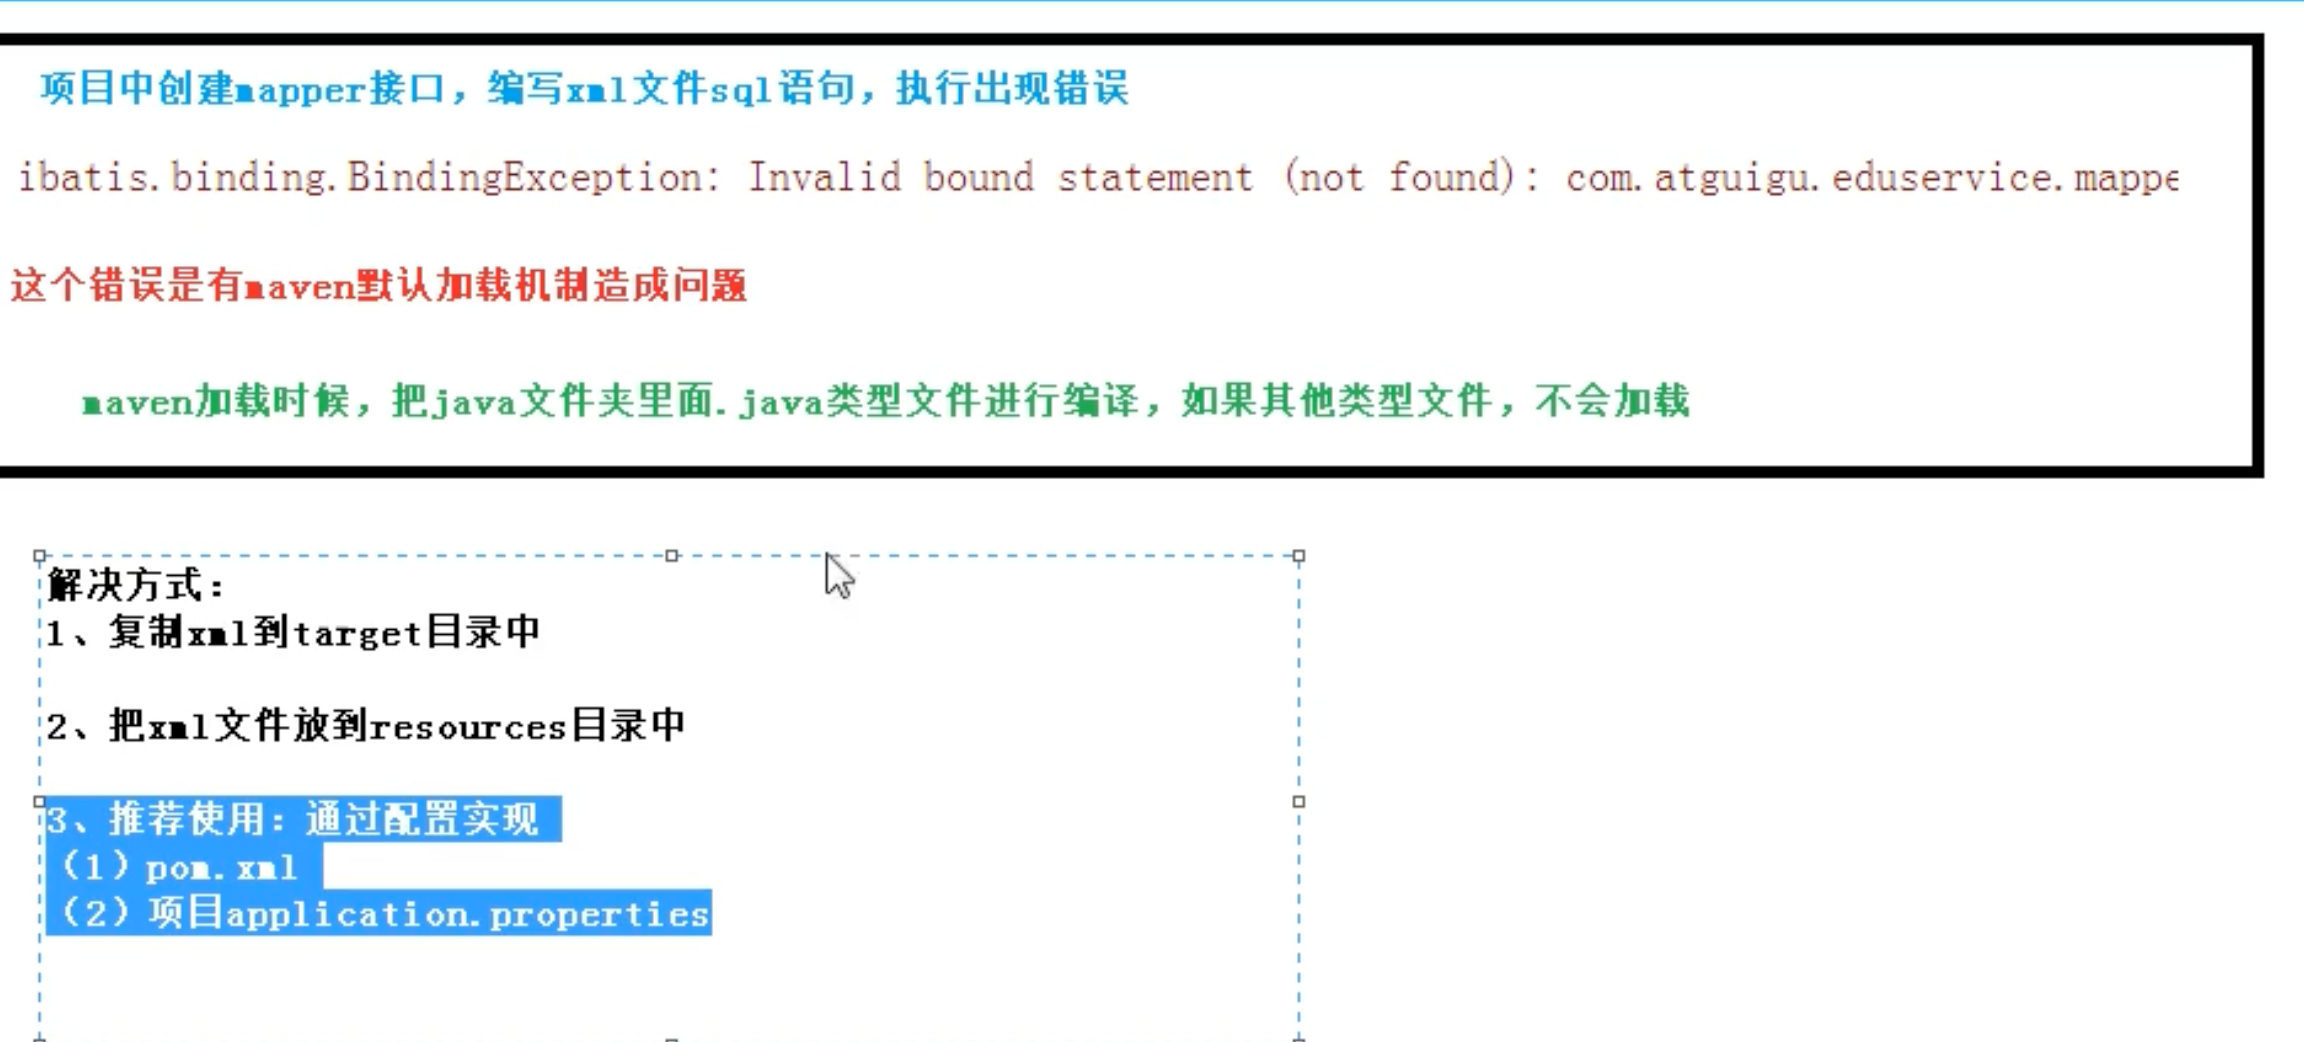 项目中创建mapper接口，编写xml文件sql语句，执行出现错误
ibatis.binding.BindingException: Invalid bound statement (not found): com.atguigu.eduservice.mappe
这个错误是有maven默认加载机制造成问题
maven加载时候，把java文件夹里面.java类型文件进行编译，如果其他类型文件，不会加载
解决方式：
1、复制xml到target目录中
2、把xml文件放到resources目录中
3、推荐使用：通过配置实现
（1）pom.xml
（2）项目application.properties